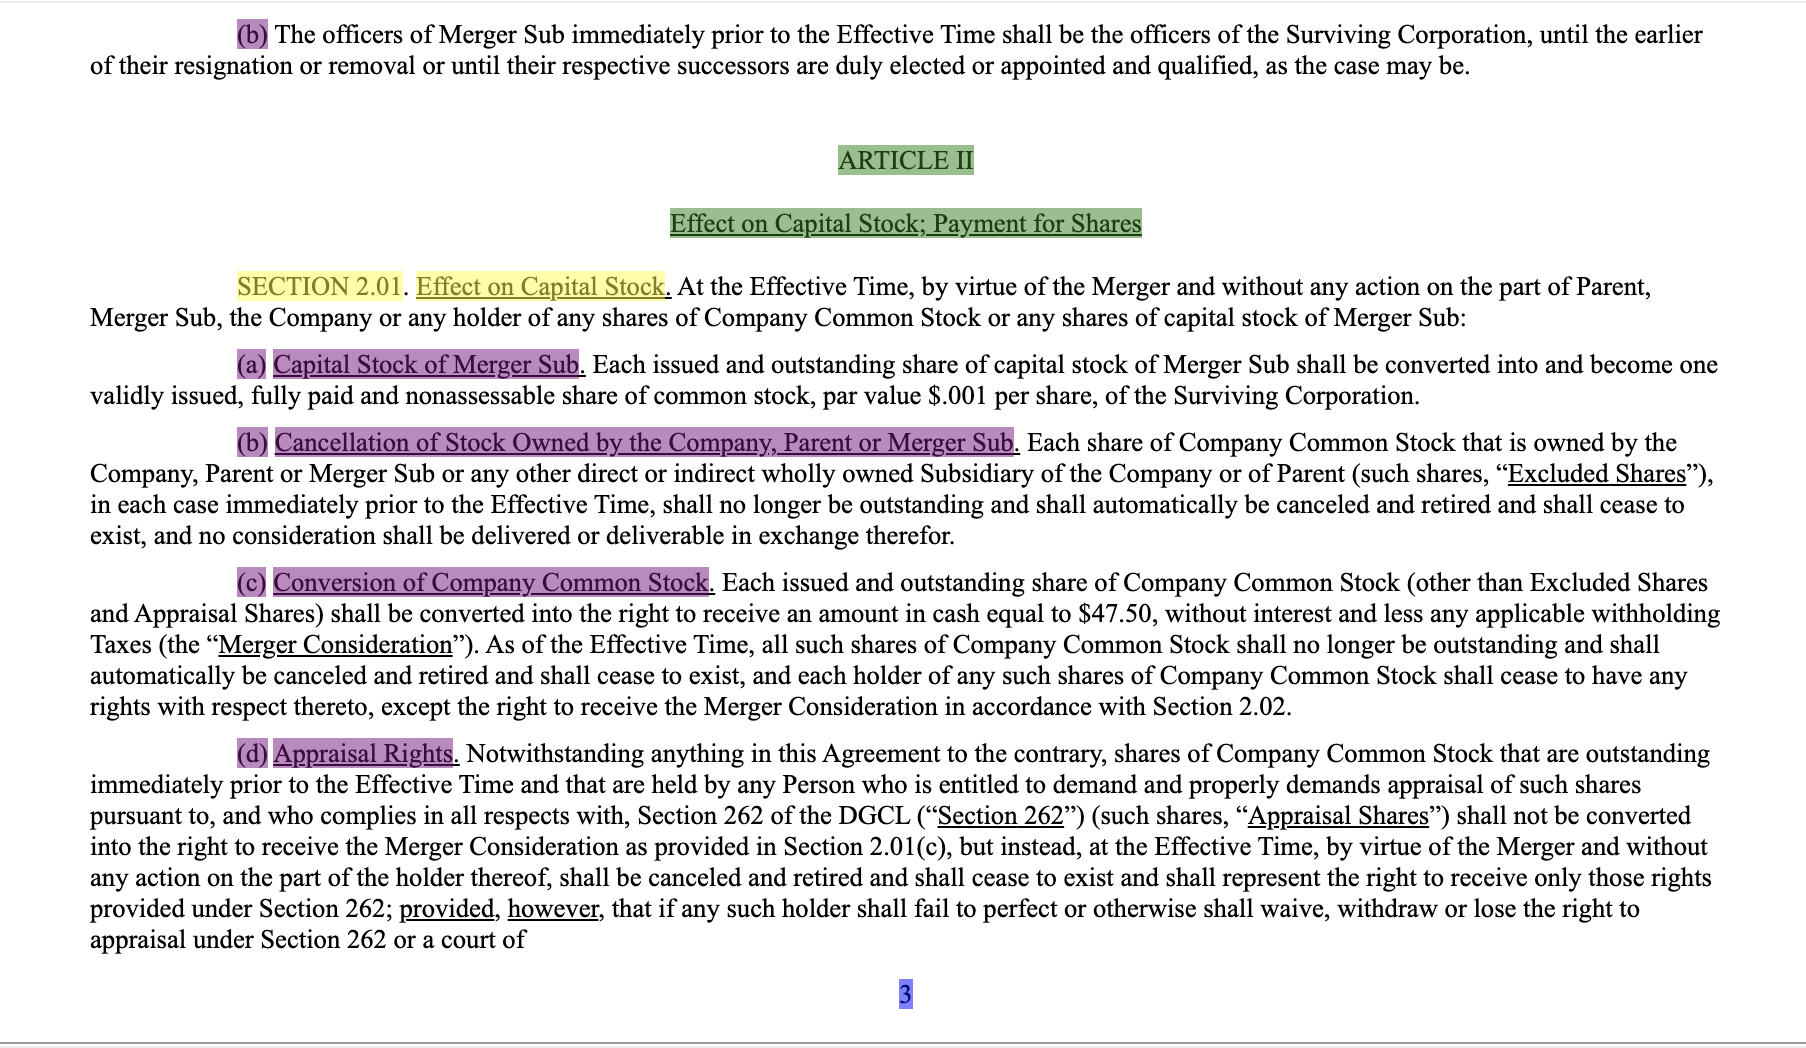 (b) The officers of Merger Sub immediately prior to the Effective Time shall be the officers of the Surviving Corporation, until the earlier
of their resignation or removal or until their respective successors are duly elected or appointed and qualified, as the case may be.
ARTICLE II
Effect on Capital Stock; Payment for Shares
SECTION 2.01. Effect on Capital Stock. At the Effective Time, by virtue of the Merger and without any action on the part of Parent,
Merger Sub, the Company or any holder of any shares of Company Common Stock or any shares of capital stock of Merger Sub:
(a) Capital Stock of Merger Sub. Each issued and outstanding share of capital stock of Merger Sub shall be converted into and become one
validly issued, fully paid and nonassessable share of common stock, par value $.001 per share, of the Surviving Corporation.
(b) Cancellation of Stock Owned by the Company, Parent or Merger Sub. Each share of Company Common Stock that is owned by the
Company, Parent or Merger Sub or any other direct or indirect wholly owned Subsidiary of the Company or of Parent (such shares, “Excluded Shares”),
in each case immediately prior to the Effective Time, shall no longer be outstanding and shall automatically be canceled and retired and shall cease to
exist, and no consideration shall be delivered or deliverable in exchange therefor.
(c) Conversion of Company Common Stock. Each issued and outstanding share of Company Common Stock (other than Excluded Shares
and Appraisal Shares) shall be converted into the right to receive an amount in cash equal to $47.50, without interest and less any applicable withholding
Taxes (the “Merger Consideration”). As of the Effective Time, all such shares of Company Common Stock shall no longer be outstanding and shall
automatically be canceled and retired and shall cease to exist, and each holder of any such shares of Company Common Stock shall cease to have any
rights with respect thereto, except the right to receive the Merger Consideration in accordance with Section 2.02.
(d) Appraisal Rights. Notwithstanding anything in this Agreement to the contrary, shares of Company Common Stock that are outstanding
immediately prior to the Effective Time and that are held by any Person who is entitled to demand and properly demands appraisal of such shares
pursuant to, and who complies in all respects with, Section 262 of the DGCL (“Section 262”) (such shares, “Appraisal Shares”) shall not be converted
into the right to receive the Merger Consideration as provided in Section 2.01(c), but instead, at the Effective Time, by virtue of the Merger and without
any action on the part of the holder thereof, shall be canceled and retired and shall cease to exist and shall represent the right to receive only those rights
provided under Section 262; provided, however, that if any such holder shall fail to perfect or otherwise shall waive, withdraw or lose the right to
appraisal under Section 262 or a court of
3